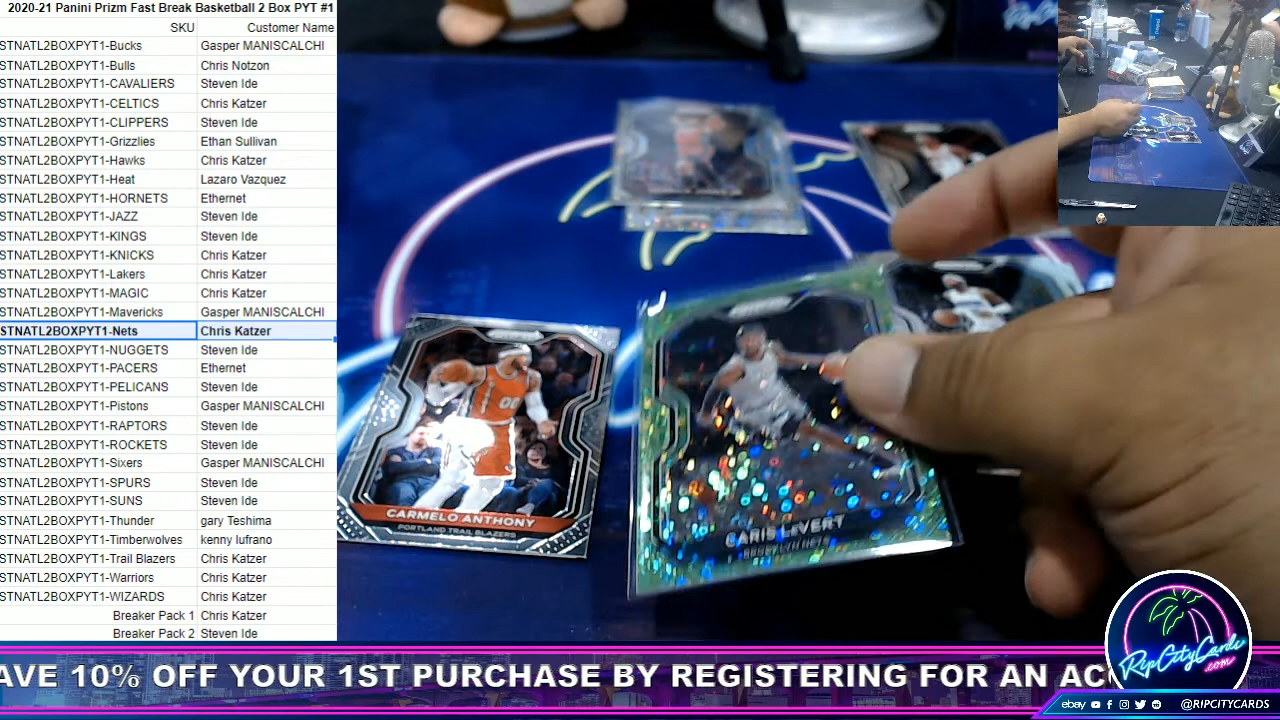 2020-21 Panini Prizm Fast Break Basketball 2 Box PYT #1
SKU Customer Name
STNATL2BOXPYT1-Bucks Gasper MANISCALCHI
STNATL2BOXPYT1-Bulls Chris Notzon
STNATL2BOXPYT1-CAVALIERS Steven Ide
STNATL2BOXPYT1-CELTICS Chris Katzer
STNATL2BOXPYT1-CLIPPERS Steven Ide
STNATL2BOXPYT1-Grizzlies Ethan Sullivan
STNATL2BOXPYT1-Hawks Chris Katzer
STNATL2BOXPYT1-Heat Lazaro Vazquez
STNATL2BOXPYT1-HORNETS Ethernet
STNATL2BOXPYT1-JAZZ Steven Ide
STNATL2BOXPYT1-KINGS Steven Ide
STNATL2BOXPYT1-KNICKS Chris Katzer
STNATL2BOXPYT1-Lakers Chris Katzer
STNATL2BOXPYT1-MAGIC Chris Katzer
STNATL2BOXPYT1-Mavericks Gasper MANISCALCHI
STNATL2BOXPYT1-Nets Chris Katzer
STNATL2BOXPYT1-NUGGETS Steven Ide
STNATL2BOXPYT1-PACERS Ethernet
STNATL2BOXPYT1-PELICANS Steven Ide
STNATL2BOXPYT1-Pistons Gasper MANISCALCHI
STNATL2BOXPYT1-RAPTORS Steven Ide
STNATL2BOXPYT1-ROCKETS Steven Ide
STNATL2BOXPYT1-Sixers Gasper MANISCALCHI
STNATL2BOXPYT1-SPURS Steven Ide
STNATL2BOXPYT1-SUNS Steven Ide
STNATL2BOXPYT1-Thunder gary Teshima
STNATL2BOXPYT1-Timberwolves kenny lufrano
STNATL2BOXPYT1-Trail Blazers Chris Katzer
STNATL2BOXPYT1-Warriors Chris Katzer
STNATL2BOXPYT1-WIZARDS Chris Katzer
Breaker Pack 1 Chris Katzer
Breaker Pack 2 Steven Ide
00
CARMELO ANTHONY
PORTLAND TRAIL BLAZERS
CARIS LEVERT
BROOKLYN NETS
AVE 10% OFF YOUR 1ST PURCHASE BY REGISTERING FOR AN AC
RipCityCards
.com
ebay @RIPCITYCARDS